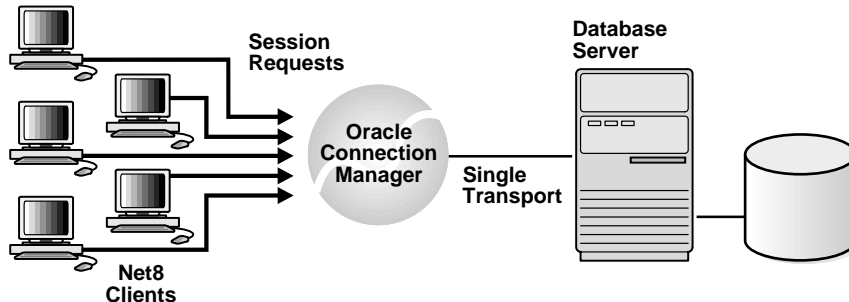 Session
Requests
Database
Server
Oracle
Connection
Manager
Single
Transport
Net8
Clients